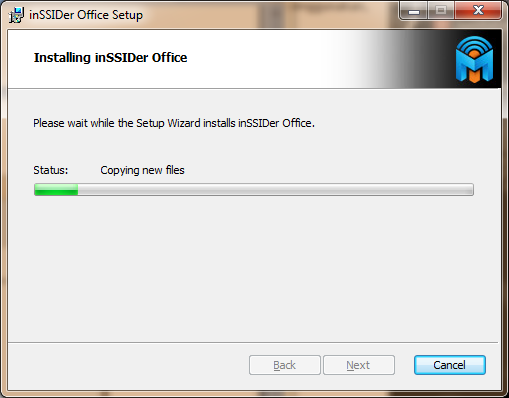 inSSIDer Office Setup
Installing inSSIDer Office
Please wait while the Setup Wizard installs inSSIDer Office.
Status: Copying new files
Back Next Cancel